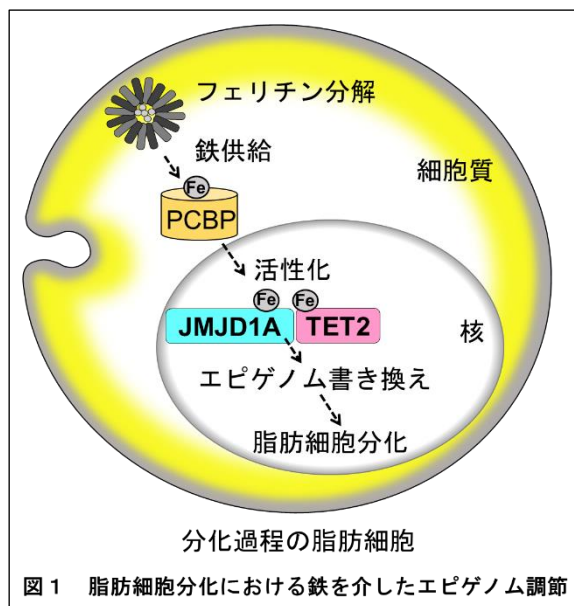 フェリチン分解
鉄供給
細胞質
Fe
PCBP
活性化
Fe Fe
JMJD1A TET2
核
エピゲノム書き換え
脂肪細胞分化
分化過程の脂肪細胞
図1 脂肪細胞分化における鉄を介したエピゲノム調節